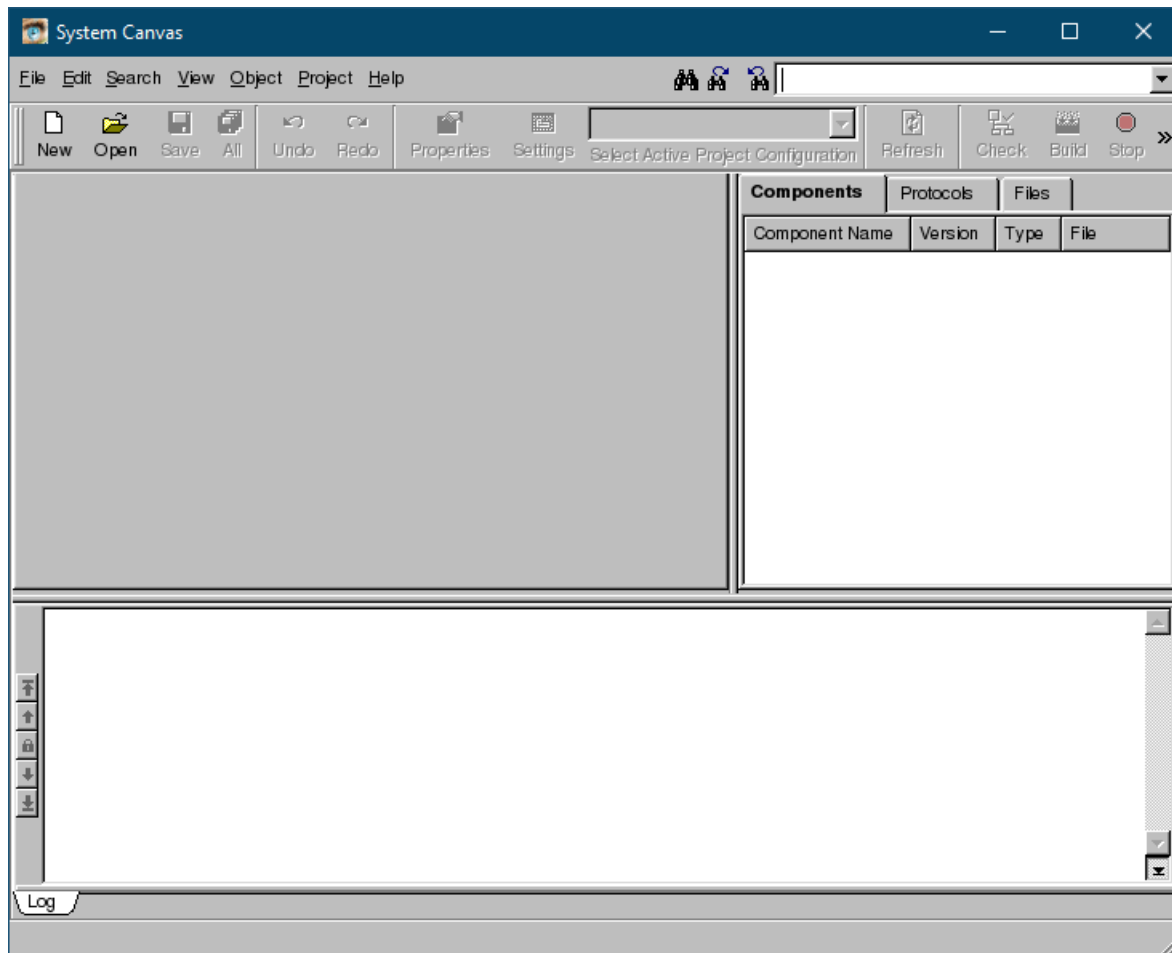 System Canvas
File Edit Search View Object Project Help
New Open Save All Undo Redo Properties Settings Select Active Project Configuration Refresh Check Build Stop »
Components Protocols Files
Component Name Version Type File
Log